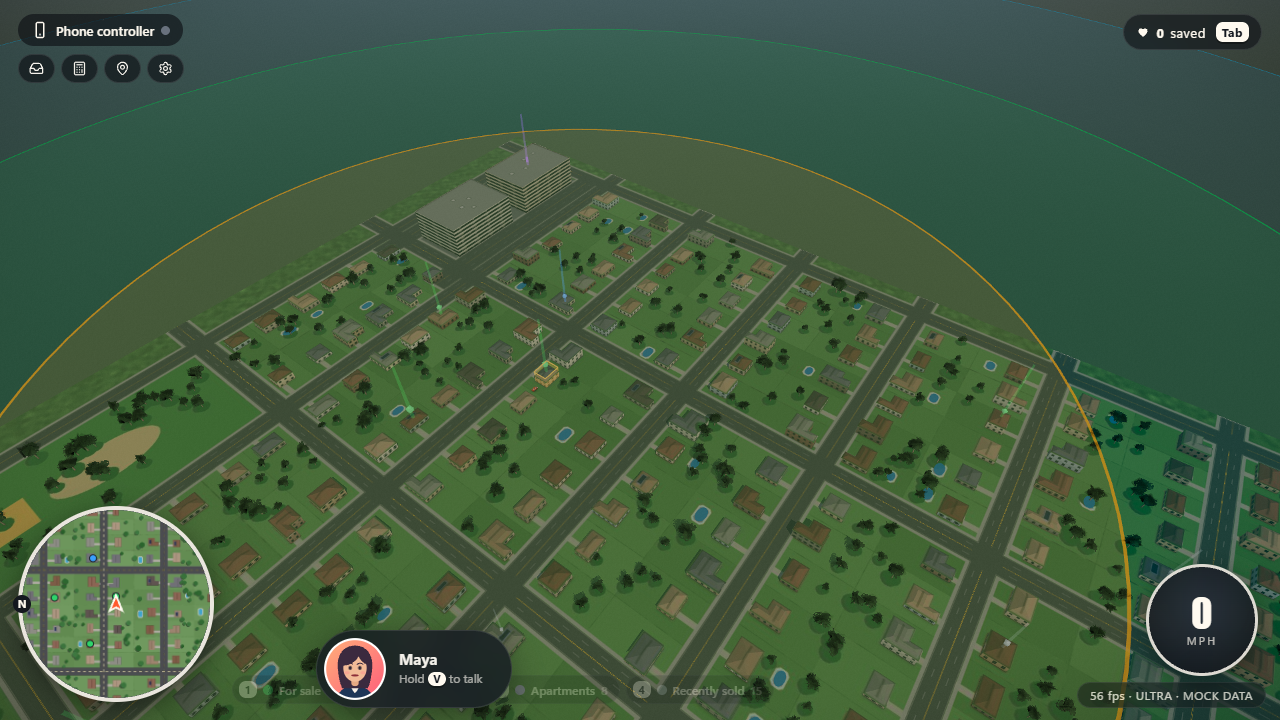 Phone controller
0 saved Tab
N
Maya
Hold V to talk
1 For sale
Apartments 8
4 Recently sold 15
0
MPH
56 fps · ULTRA · MOCK DATA